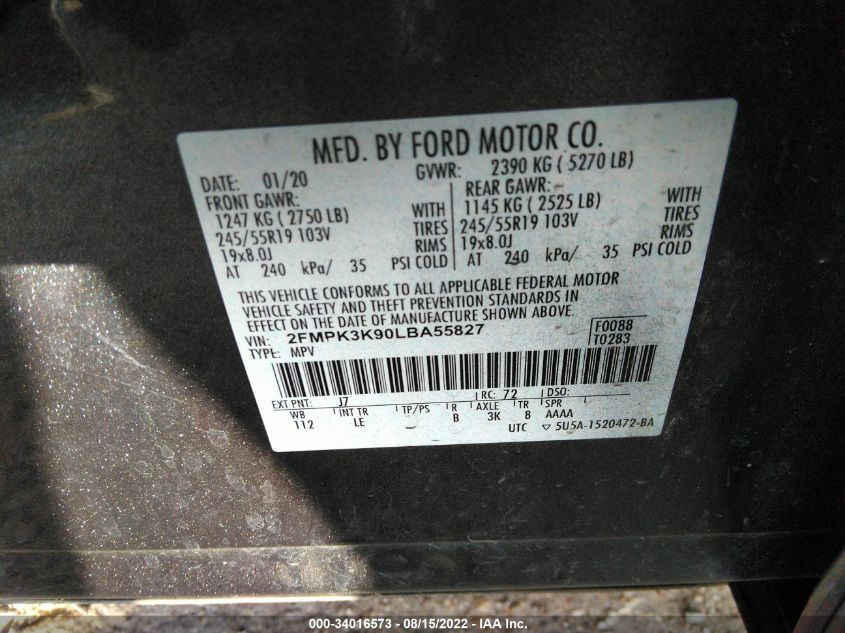 MFD. BY FORD MOTOR CO.
DATE: 01/20 GVWR: 2390 KG ( 5270 LB)
FRONT GAWR: REAR GAWR:
1247 KG ( 2750 LB) WITH 1145 KG ( 2525 LB) WITH
245/55R19 103V TIRES 245/55R19 103V TIRES
19x8.0J RIMS 19x8.0J RIMS
AT 240 kPa/ 35 PSI COLD AT 240 kPa/ 35 PSI COLD
THIS VEHICLE CONFORMS TO ALL APPLICABLE FEDERAL MOTOR
VEHICLE SAFETY AND THEFT PREVENTION STANDARDS IN
EFFECT ON THE DATE OF MANUFACTURE SHOWN ABOVE.
VIN: 2FMPK3K90LBA55827 F0088
TYPE: MPV T0283
EXT PNT: J7 RC: 72 DSO:
WB INT TR TP/PS R AXLE TR SPR
112 LE B 3K 8 AAAA
UTC ▽ 5U5A-1520472-BA
000-34016573 - 08/15/2022 - IAA Inc.